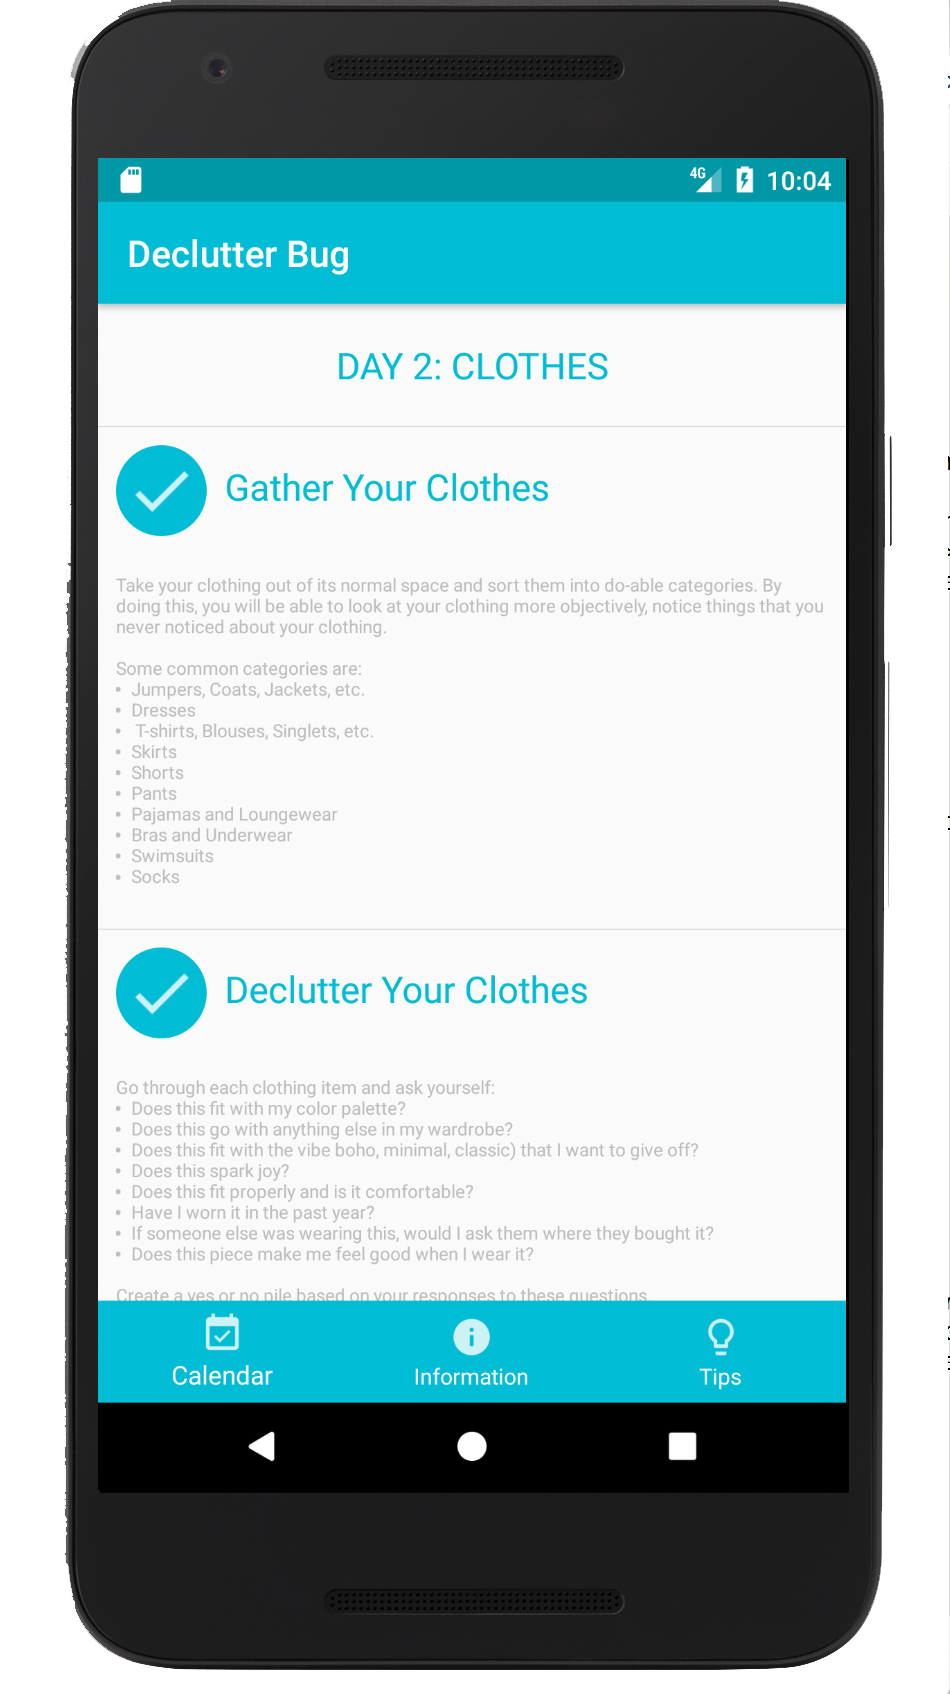 4G 10:04
Declutter Bug
DAY 2: CLOTHES
Gather Your Clothes
Take your clothing out of its normal space and sort them into do-able categories. By
doing this, you will be able to look at your clothing more objectively, notice things that you
never noticed about your clothing.
Some common categories are:
• Jumpers, Coats, Jackets, etc.
• Dresses
• T-shirts, Blouses, Singlets, etc.
• Skirts
• Shorts
• Pants
• Pajamas and Loungewear
• Bras and Underwear
• Swimsuits
• Socks
Declutter Your Clothes
Go through each clothing item and ask yourself:
• Does this fit with my color palette?
• Does this go with anything else in my wardrobe?
• Does this fit with the vibe boho, minimal, classic) that I want to give off?
• Does this spark joy?
• Does this fit properly and is it comfortable?
• Have I worn it in the past year?
• If someone else was wearing this, would I ask them where they bought it?
• Does this piece make me feel good when I wear it?
Create a yes or no pile based on your responses to these questions.
Calendar Information Tips